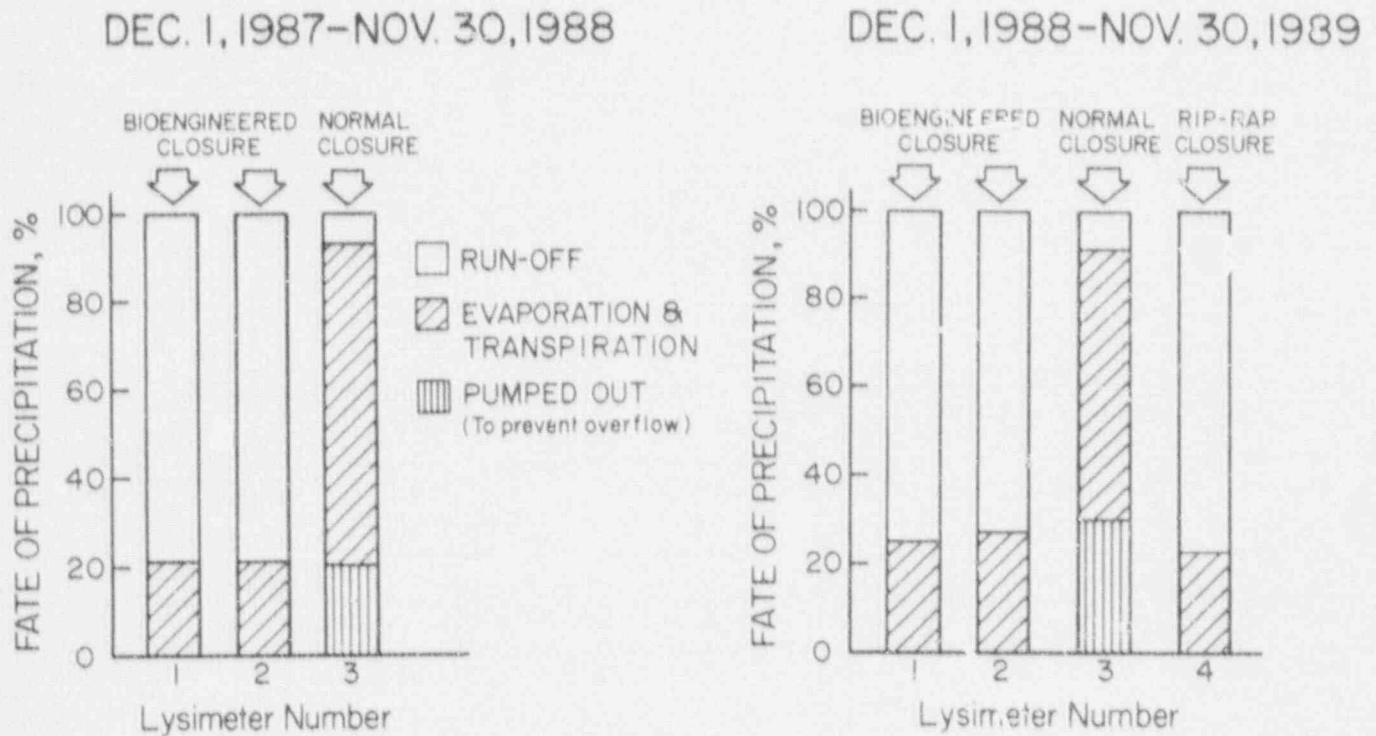 DEC. 1, 1987–NOV. 30, 1988
BIOENGINEERED CLOSURE
NORMAL CLOSURE
FATE OF PRECIPITATION, %
100
80
60
40
20
0
1 2 3
Lysimeter Number
RUN-OFF
EVAPORATION &
TRANSPIRATION
PUMPED OUT
(To prevent overflow)
DEC. 1, 1988–NOV. 30, 1989
BIOENGINEERED CLOSURE
NORMAL CLOSURE
RIP-RAP CLOSURE
FATE OF PRECIPITATION, %
100
80
60
40
20
0
1 2 3 4
Lysimeter Number